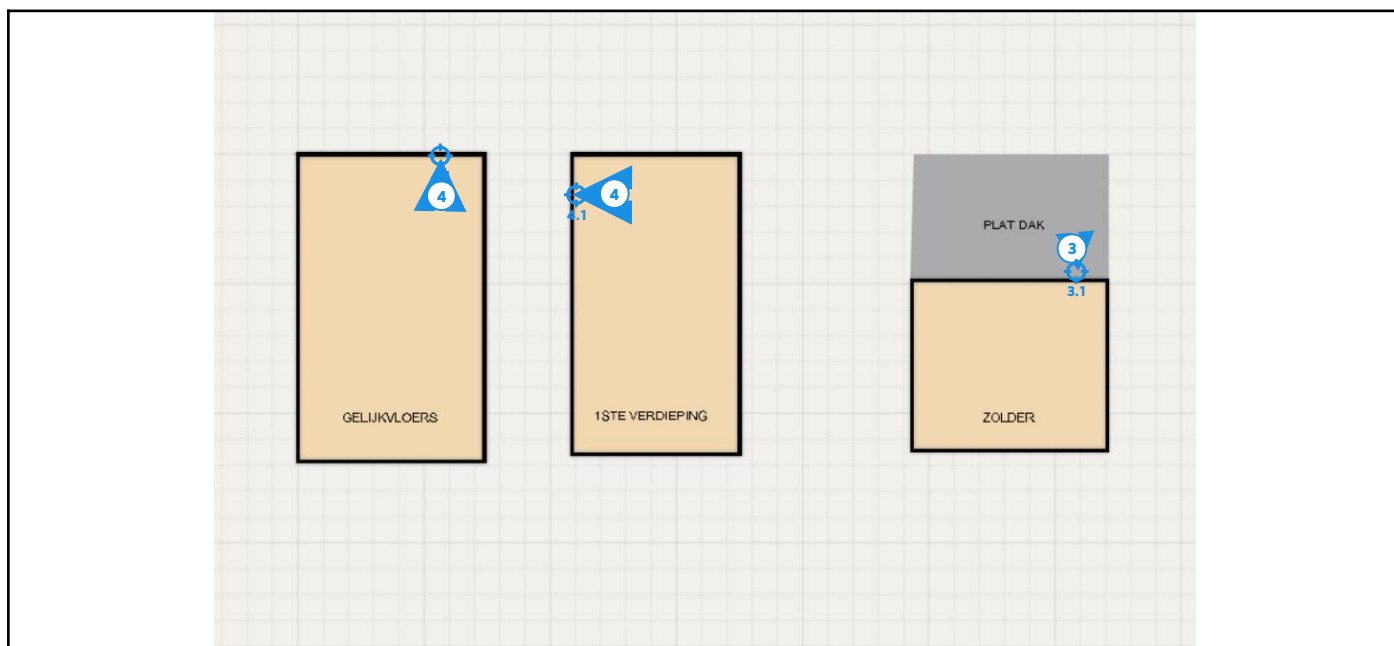 4
4
4.1
PLAT DAK
3
3.1
GELIJKVLOERS
1STE VERDIEPING
ZOLDER